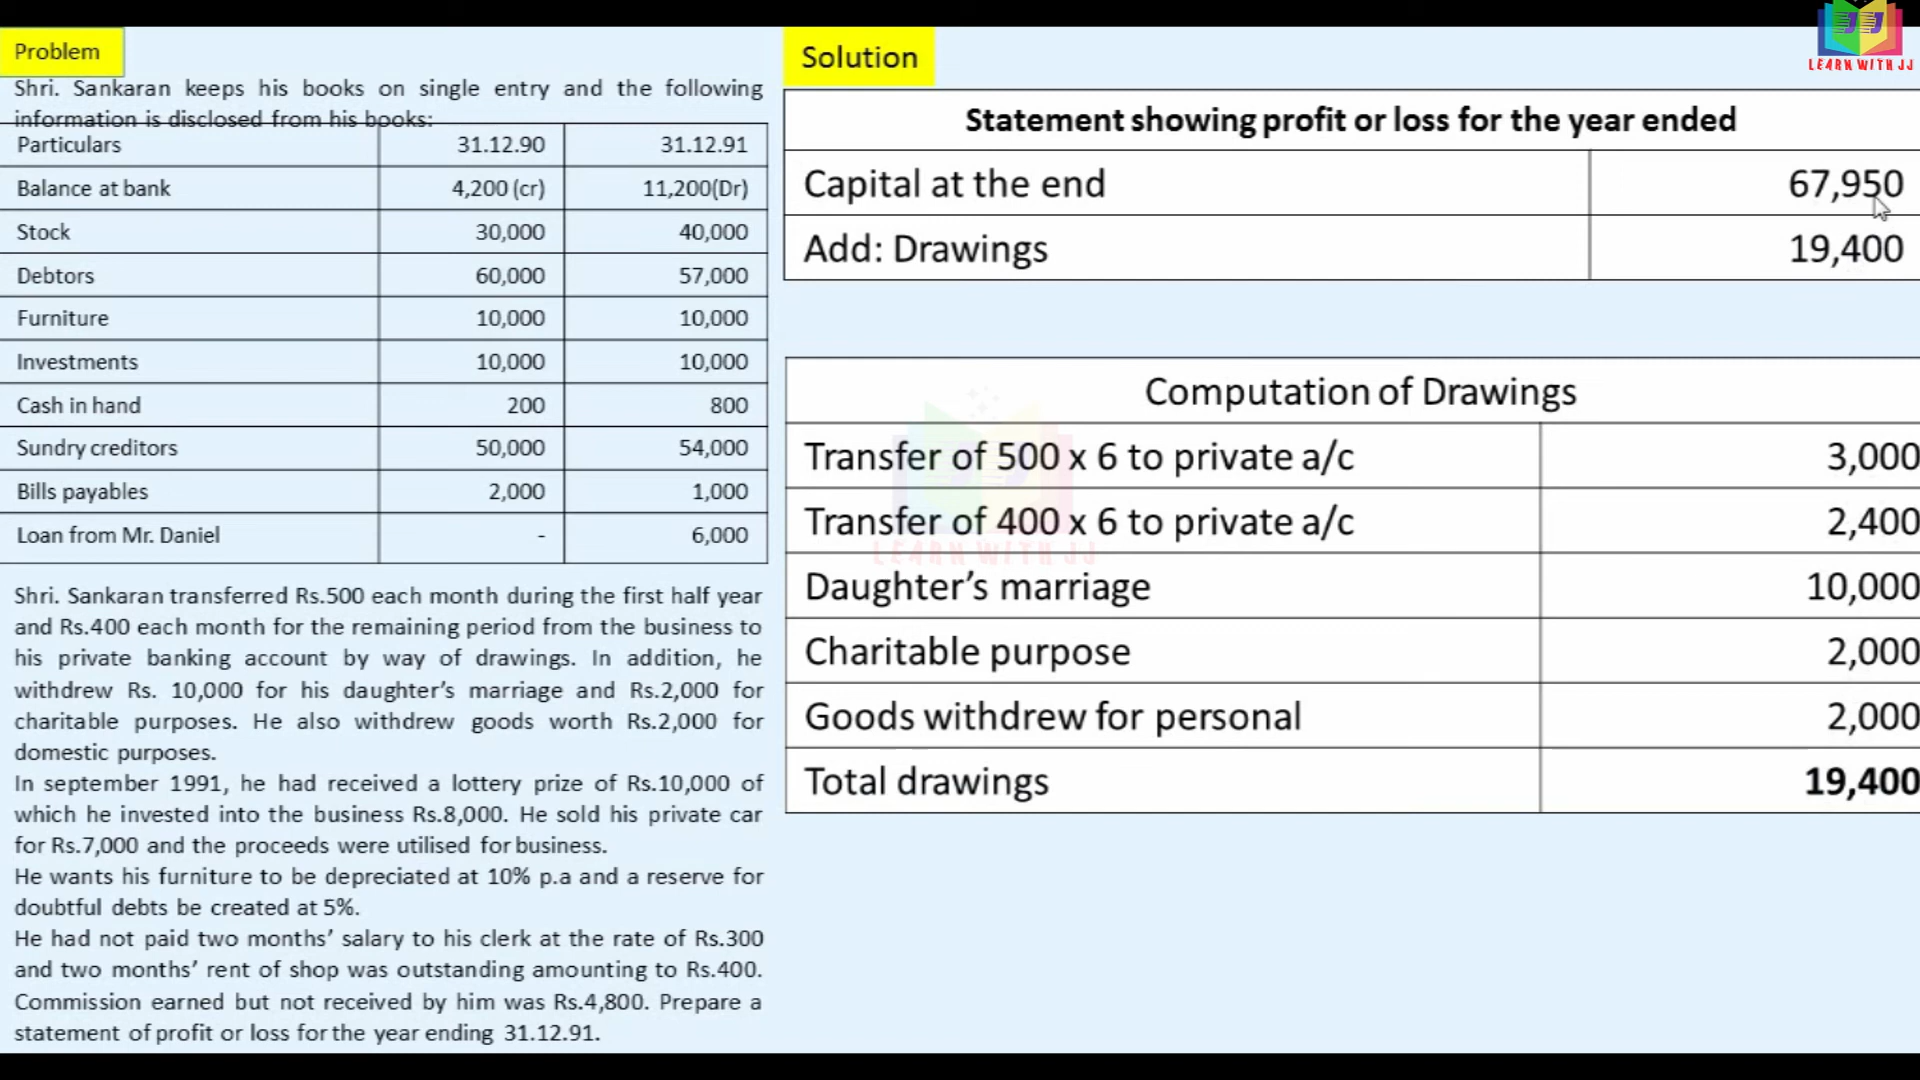 Problem
Shri. Sankaran keeps his books on single entry and the following
information is disclosed from his books:
Particulars 31.12.90 31.12.91
Balance at bank 4,200 (cr) 11,200(Dr)
Stock 30,000 40,000
Debtors 60,000 57,000
Furniture 10,000 10,000
Investments 10,000 10,000
Cash in hand 200 800
Sundry creditors 50,000 54,000
Bills payables 2,000 1,000
Loan from Mr. Daniel - 6,000
Shri. Sankaran transferred Rs.500 each month during the first half year
and Rs.400 each month for the remaining period from the business to
his private banking account by way of drawings. In addition, he
withdrew Rs. 10,000 for his daughter’s marriage and Rs.2,000 for
charitable purposes. He also withdrew goods worth Rs.2,000 for
domestic purposes.
In september 1991, he had received a lottery prize of Rs.10,000 of
which he invested into the business Rs.8,000. He sold his private car
for Rs.7,000 and the proceeds were utilised for business.
He wants his furniture to be depreciated at 10% p.a and a reserve for
doubtful debts be created at 5%.
He had not paid two months’ salary to his clerk at the rate of Rs.300
and two months’ rent of shop was outstanding amounting to Rs.400.
Commission earned but not received by him was Rs.4,800. Prepare a
statement of profit or loss for the year ending 31.12.91.
Solution
Statement showing profit or loss for the year ended
Capital at the end 67,950
Add: Drawings 19,400
Computation of Drawings
Transfer of 500 x 6 to private a/c 3,000
Transfer of 400 x 6 to private a/c 2,400
Daughter’s marriage 10,000
Charitable purpose 2,000
Goods withdrew for personal 2,000
Total drawings 19,400
JJ
LEARN WITH JJ
LEARN WITH JJ